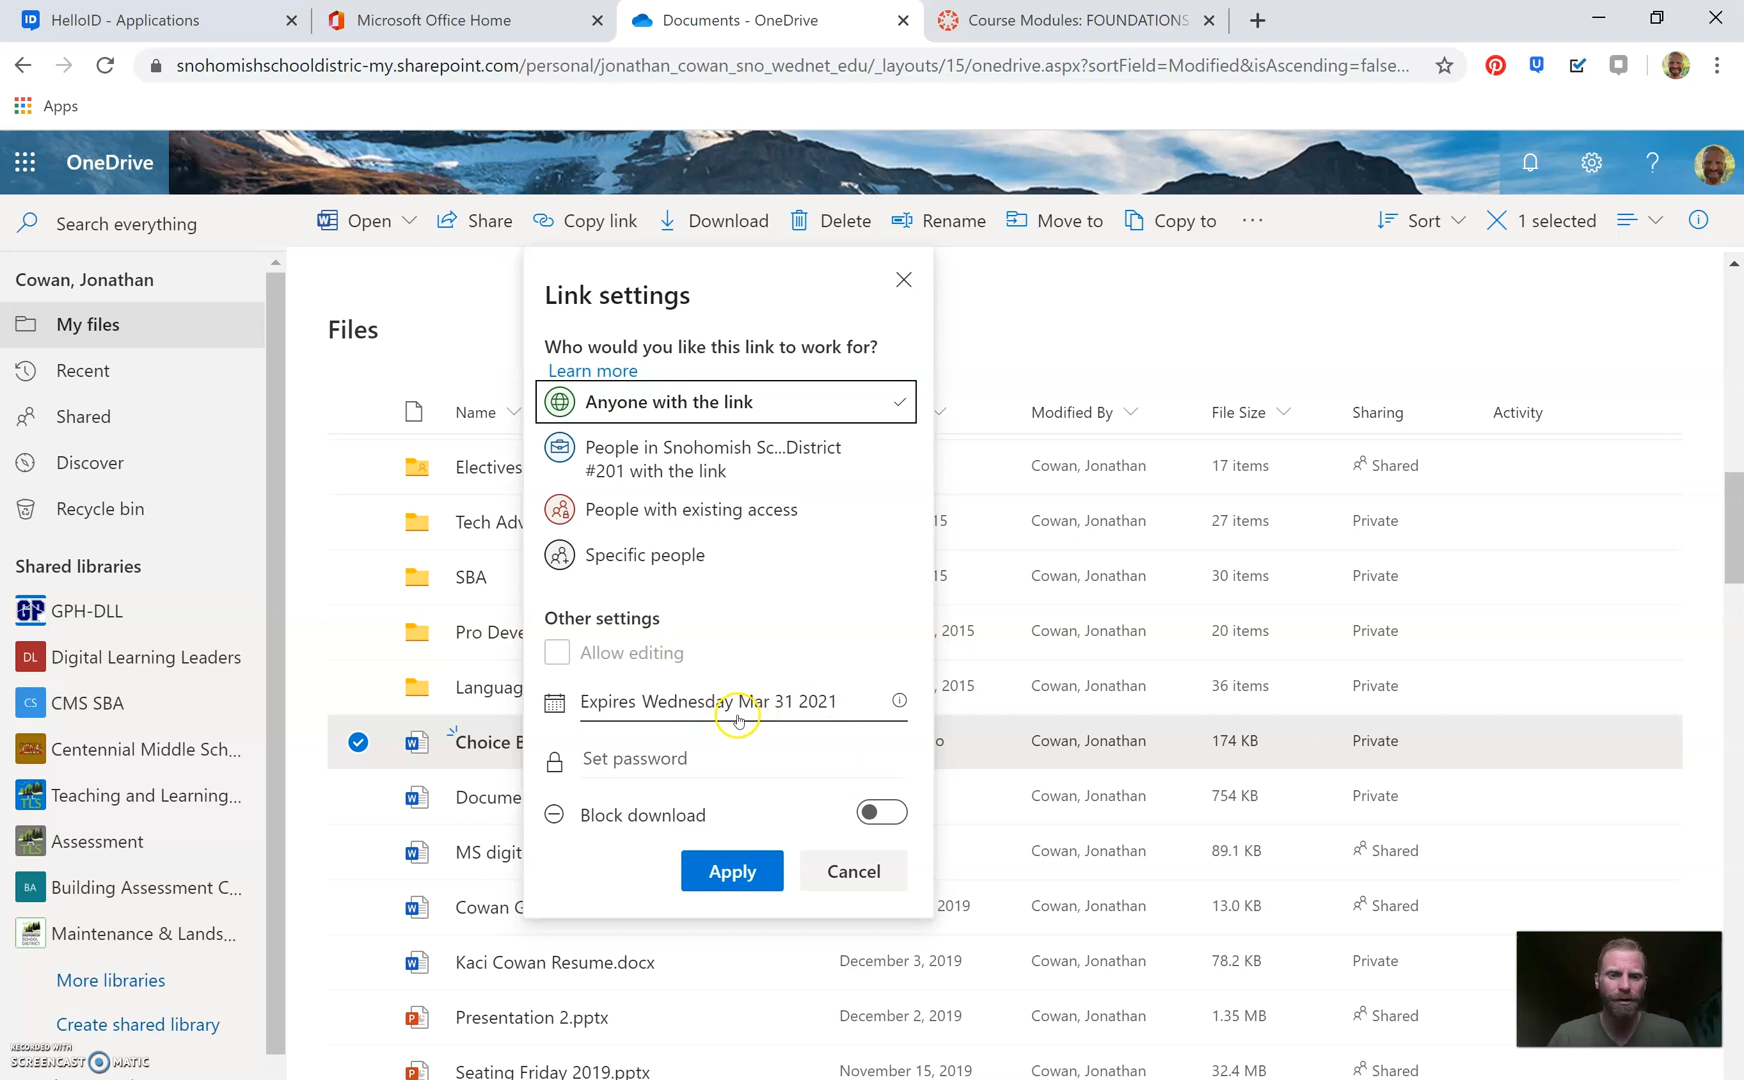 HelloID - Applications
Microsoft Office Home
Documents - OneDrive
Course Modules: FOUNDATIONS
snohomishschooldistric-my.sharepoint.com/personal/jonathan_cowan_sno_wednet_edu/_layouts/15/onedrive.aspx?sortField=Modified&isAscending=false...
Apps
OneDrive
Search everything
Open
Share
Copy link
Download
Delete
Rename
Move to
Copy to
Sort
1 selected
Cowan, Jonathan
My files
Recent
Shared
Discover
Recycle bin
Shared libraries
GPH-DLL
DL Digital Learning Leaders
CS CMS SBA
Centennial Middle Sch...
Teaching and Learning...
Assessment
BA Building Assessment C...
Maintenance & Lands...
More libraries
Create shared library
RECORDED WITH
SCREENCAST MATIC
Files
Name
Modified By
File Size
Sharing
Activity
Electives
Cowan, Jonathan
17 items
Shared
Tech Adv
15
Cowan, Jonathan
27 items
Private
SBA
15
Cowan, Jonathan
30 items
Private
Pro Deve
, 2015
Cowan, Jonathan
20 items
Private
Languag
, 2015
Cowan, Jonathan
36 items
Private
Choice B
o
Cowan, Jonathan
174 KB
Private
Docume
Cowan, Jonathan
754 KB
Private
MS digit
Cowan, Jonathan
89.1 KB
Shared
Cowan G
2019
Cowan, Jonathan
13.0 KB
Shared
Kaci Cowan Resume.docx
December 3, 2019
Cowan, Jonathan
78.2 KB
Private
Presentation 2.pptx
December 2, 2019
Cowan, Jonathan
1.35 MB
Shared
Seating Friday 2019.pptx
November 15, 2019
Cowan, Jonathan
32.4 MB
Shared
Link settings
Who would you like this link to work for?
Learn more
Anyone with the link
People in Snohomish Sc...District
#201 with the link
People with existing access
Specific people
Other settings
Allow editing
Expires Wednesday Mar 31 2021
Set password
Block download
Apply
Cancel